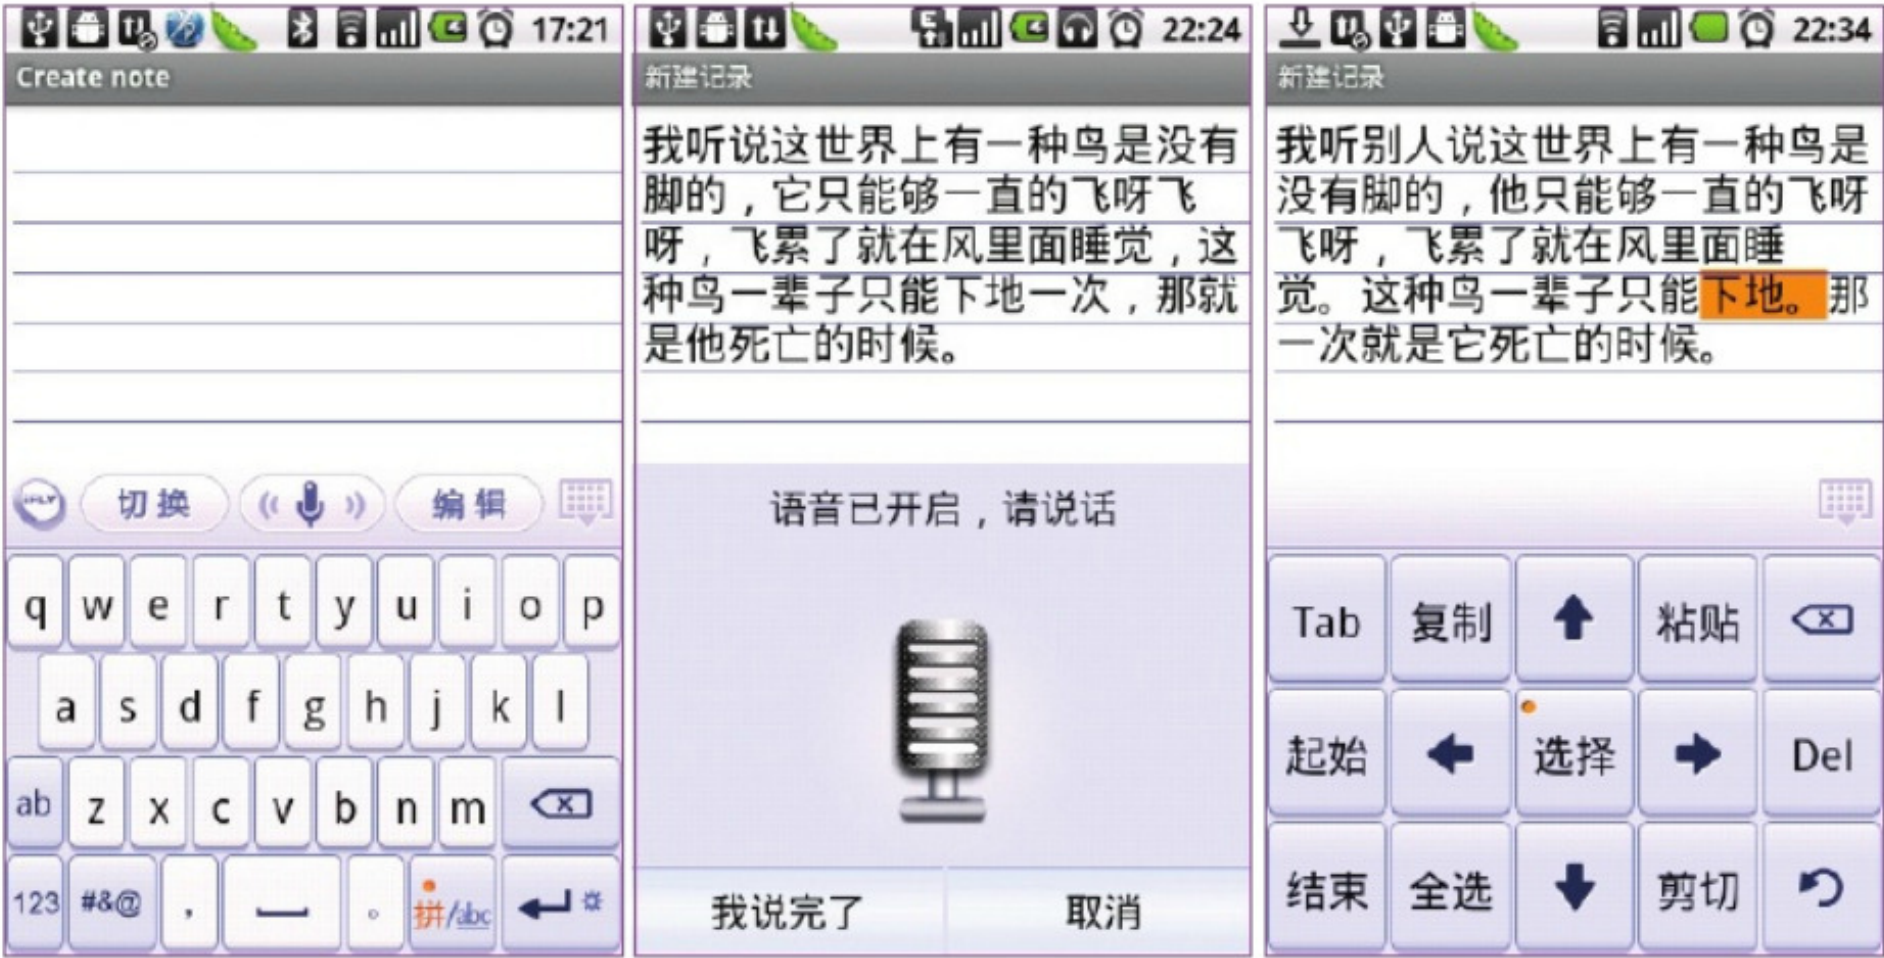 17:21
Create note
iFLY
切换
编辑
q w e r t y u i o p
a s d f g h j k l
ab z x c v b n m
123 #&@ , 。 拼/abc
22:24
新建记录
我听说这世界上有一种鸟是没有
脚的，它只能够一直的飞呀飞
呀，飞累了就在风里面睡觉，这
种鸟一辈子只能下地一次，那就
是他死亡的时候。
语音已开启，请说话
我说完了 取消
22:34
新建记录
我听别人说这世界上有一种鸟是
没有脚的，他只能够一直的飞呀
飞呀，飞累了就在风里面睡
觉。这种鸟一辈子只能下地。那
一次就是它死亡的时候。
Tab 复制 粘贴
起始 选择 Del
结束 全选 剪切